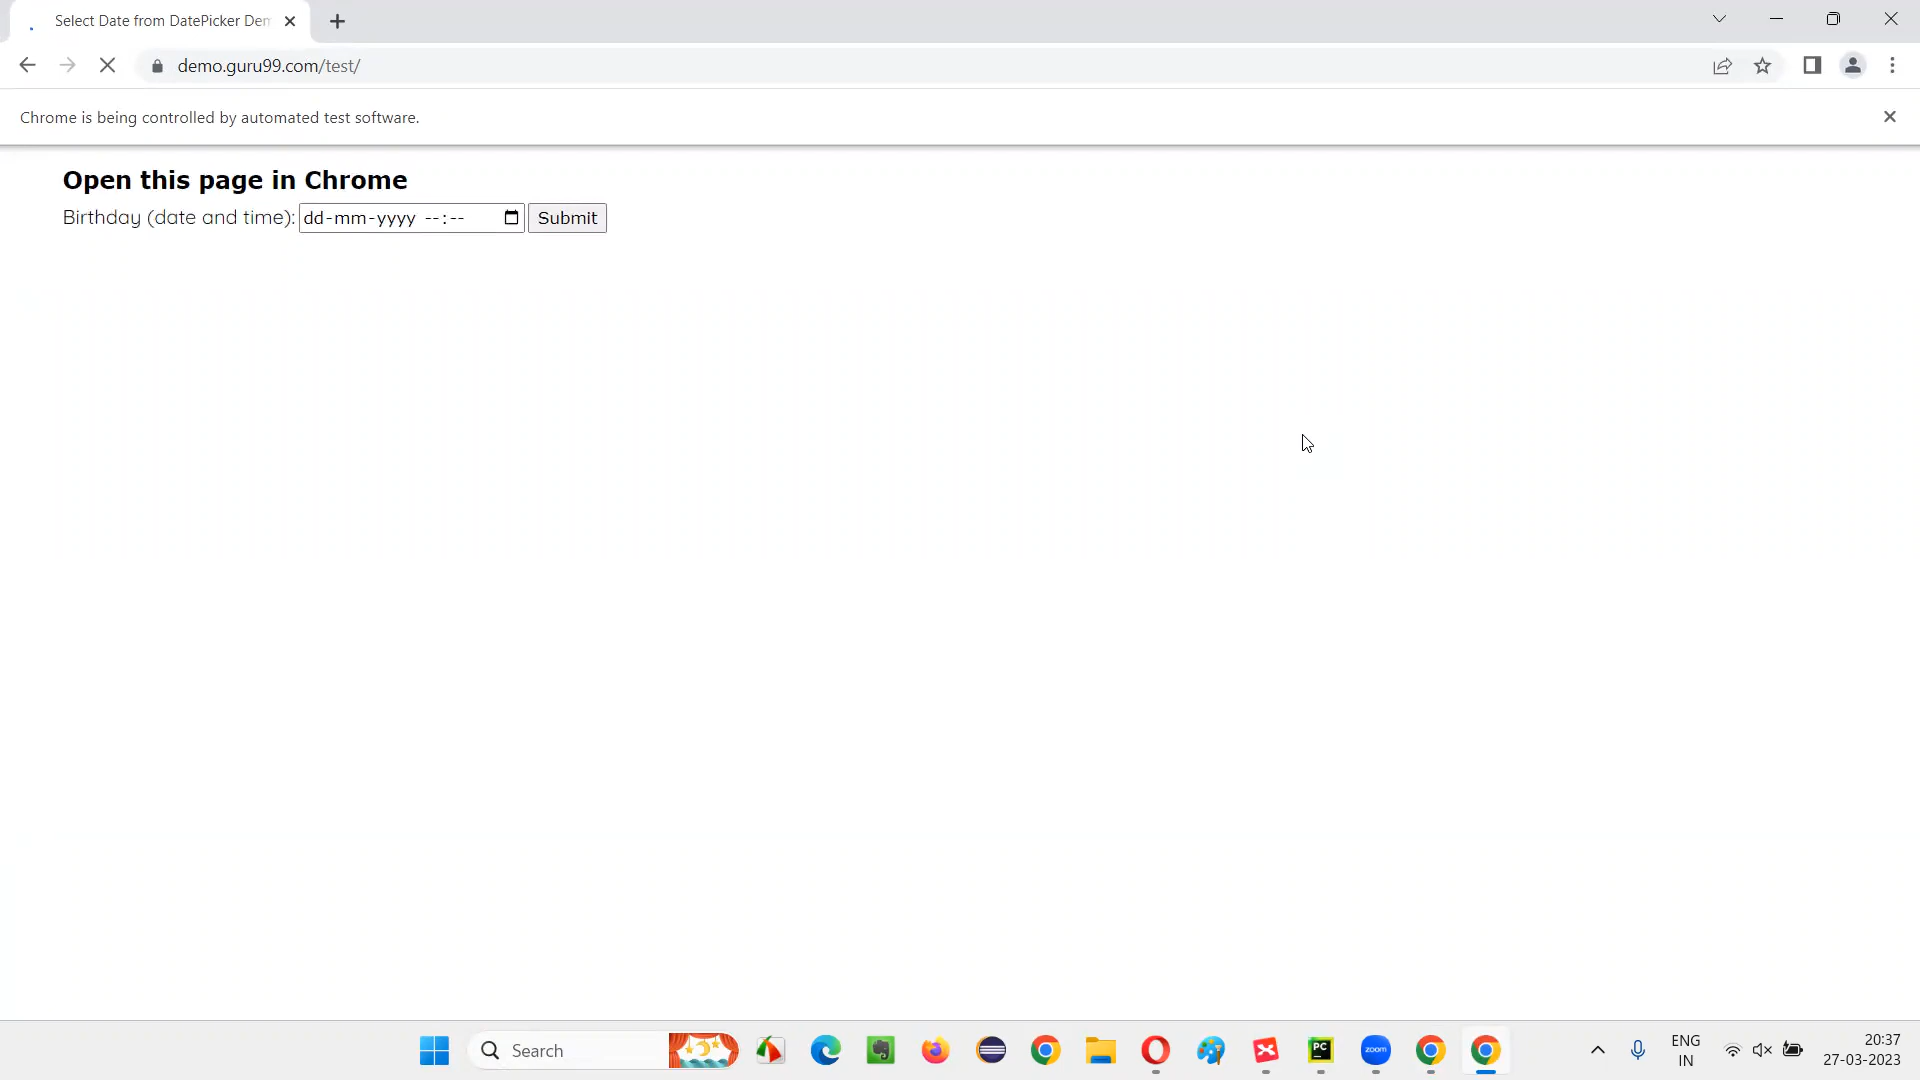 Select Date from DatePicker Dem
demo.guru99.com/test/
Chrome is being controlled by automated test software.
Open this page in Chrome
Birthday (date and time): dd-mm-yyyy --:-- Submit
Search
PC
zoom
ENG
IN
20:37
27-03-2023